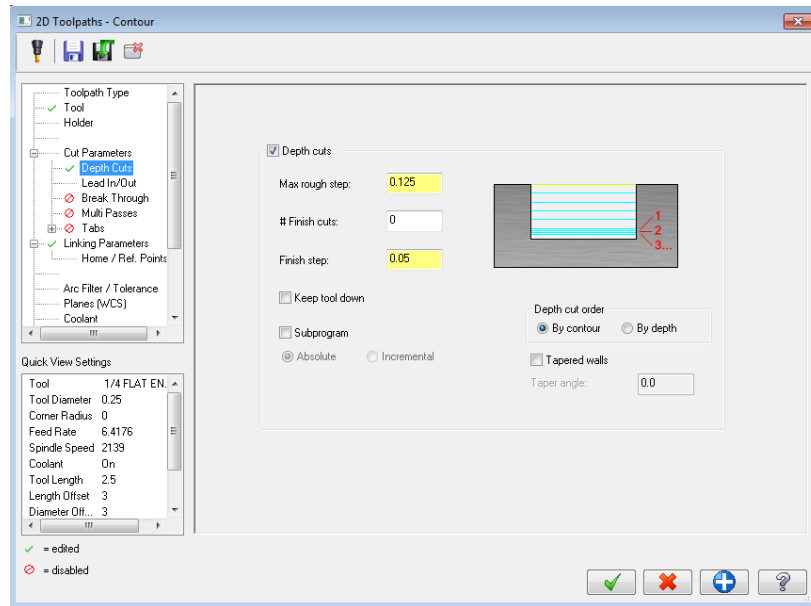 2D Toolpaths - Contour
Toolpath Type
Tool
Holder
Cut Parameters
Depth Cuts
Lead In/Out
Break Through
Multi Passes
Tabs
Linking Parameters
Home / Ref. Points
Arc Filter / Tolerance
Planes (WCS)
Coolant
Quick View Settings
Tool 1/4 FLAT EN.
Tool Diameter 0.25
Corner Radius 0
Feed Rate 6.4176
Spindle Speed 2139
Coolant On
Tool Length 2.5
Length Offset 3
Diameter Off... 3
= edited
= disabled
Depth cuts
Max rough step: 0.125
# Finish cuts: 0
Finish step: 0.05
Keep tool down
Subprogram
Absolute Incremental
1
2
3...
Depth cut order
By contour By depth
Tapered walls
Taper angle: 0.0